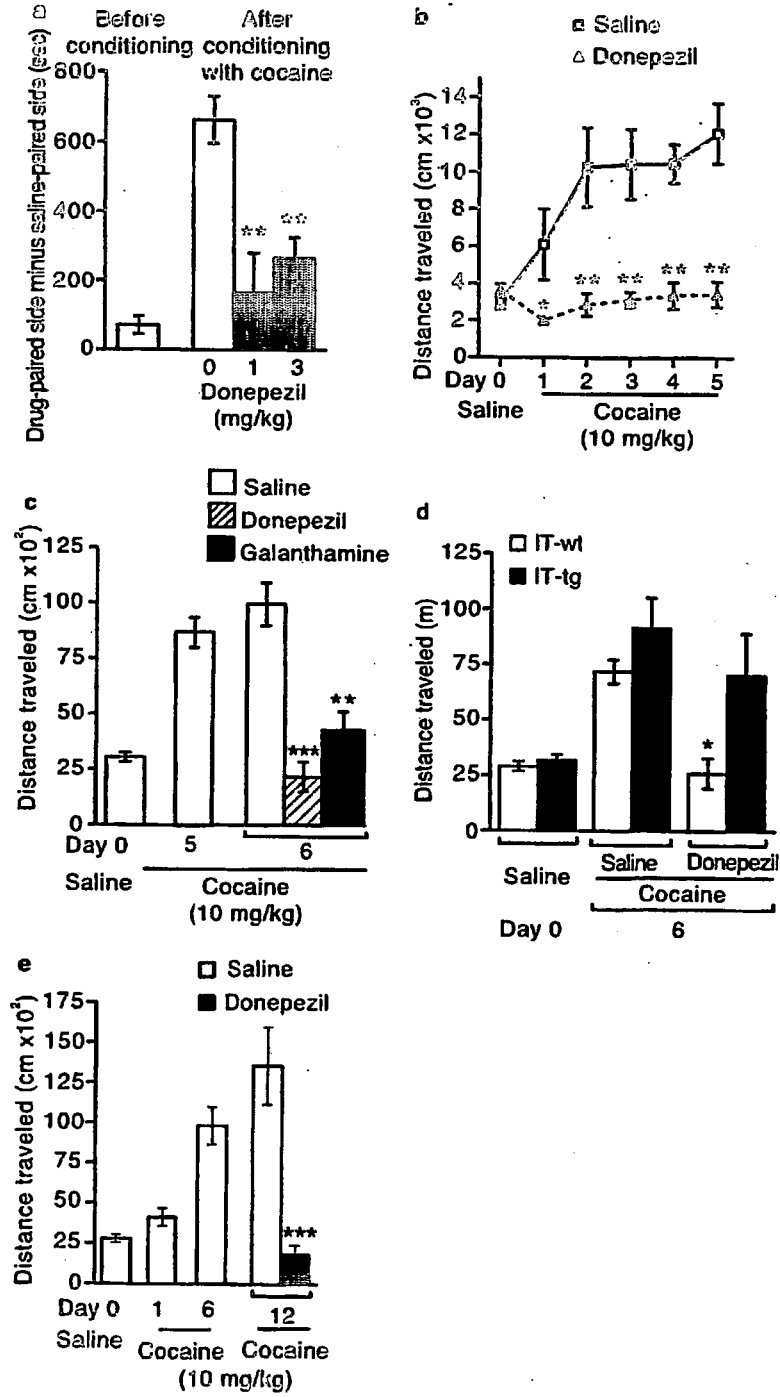 a
Before
conditioning
After
conditioning
with cocaine
Drug-paired side minus saline-paired side (sec)
800
600
400
200
0
**
**
0 1 3
Donepezil
(mg/kg)
b
Saline
Donepezil
Distance traveled (cm x10³)
14
12
10
8
6
4
2
0
* ** ** ** **
Day 0 1 2 3 4 5
Saline Cocaine
(10 mg/kg)
c
Saline
Donepezil
Galanthamine
Distance traveled (cm x10²)
125
100
75
50
25
0
***
**
Day 0 5 6
Saline Cocaine
(10 mg/kg)
d
IT-wt
IT-tg
Distance traveled (m)
125
100
75
50
25
0
*
Saline Saline Donepezil
Cocaine
Day 0 6
e
Saline
Donepezil
Distance traveled (cm x10²)
175
150
125
100
75
50
25
0
***
Day 0 1 6 12
Saline Cocaine Cocaine
(10 mg/kg)